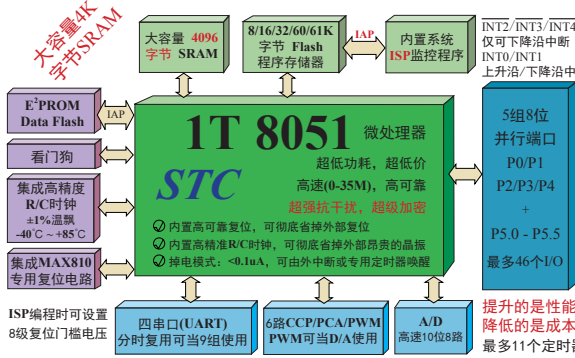 大容量4K
字节SRAM
大容量 4096
字节 SRAM
8/16/32/60/61K
字节 Flash
程序存储器
IAP
内置系统
ISP监控程序
INT2/INT3/INT4
仅可下降沿中断
INT0/INT1
上升沿/下降沿中
E²PROM
Data Flash
IAP
看门狗
集成高精度
R/C时钟
±1%温飘
-40℃ ~ +85℃
集成MAX810
专用复位电路
1T 8051 微处理器
STC
超低功耗，超低价
高速(0-35M)，高可靠
超强抗干扰，超级加密
内置高可靠复位，可彻底省掉外部复位
内置高精准R/C时钟，可彻底省掉外部昂贵的晶振
掉电模式：<0.1uA，可由外中断或专用定时器唤醒
5组8位
并行端口
P0/P1
P2/P3/P4
+
P5.0 - P5.5
最多46个I/O
ISP编程时可设置
8级复位门槛电压
四串口(UART)
分时复用可当9组使用
6路CCP/PCA/PWM
PWM可当D/A使用
A/D
高速10位8路
提升的是性能
降低的是成本
最多11个定时